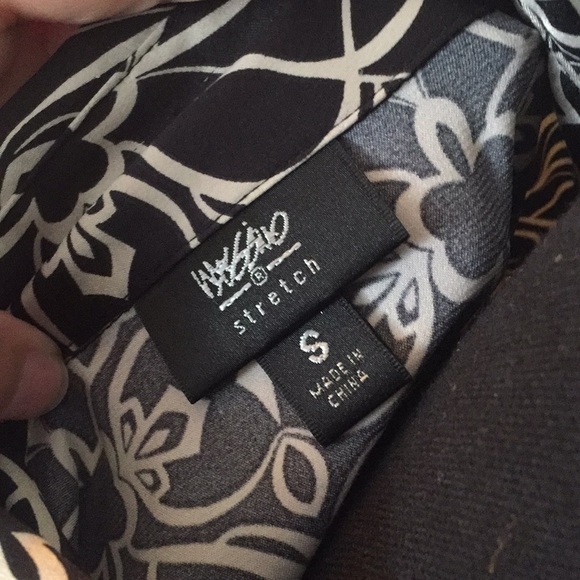 MOSSIMO
®
stretch
S
MADE IN
CHINA